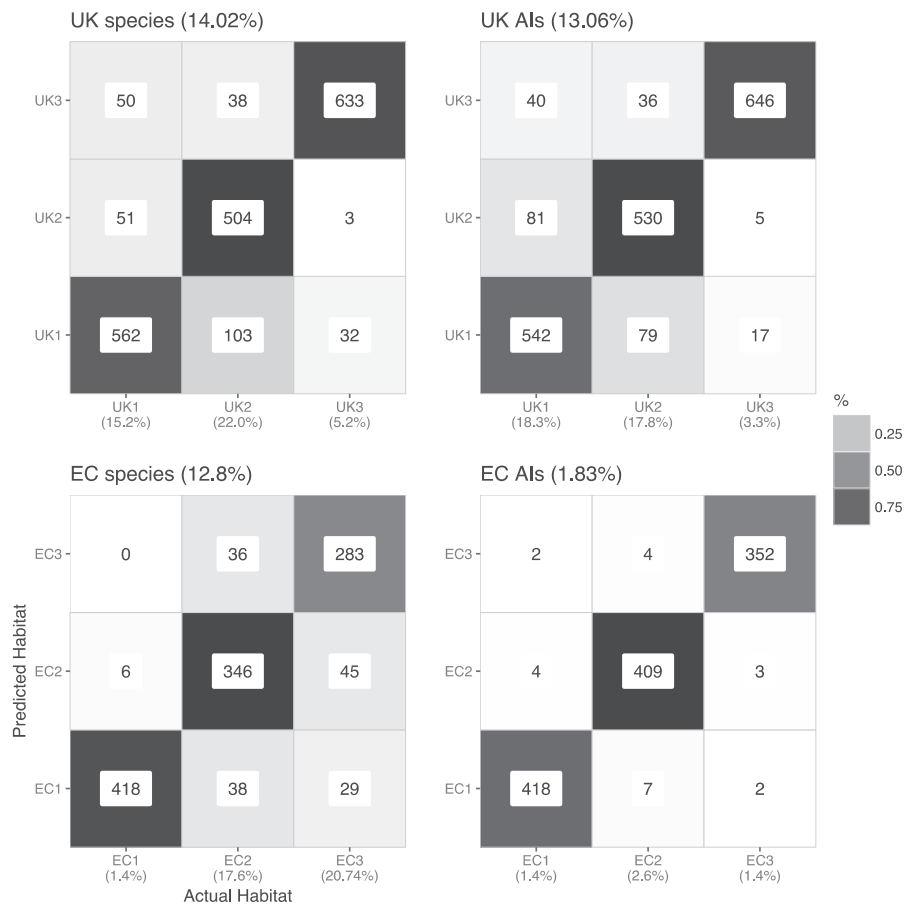 UK species (14.02%)
UK3 50 38 633
UK2 51 504 3
UK1 562 103 32
UK1 UK2 UK3
(15.2%) (22.0%) (5.2%)
UK AIs (13.06%)
UK3 40 36 646
UK2 81 530 5
UK1 542 79 17
UK1 UK2 UK3
(18.3%) (17.8%) (3.3%)
%
0.25
0.50
0.75
EC species (12.8%)
EC3 0 36 283
EC2 6 346 45
EC1 418 38 29
EC1 EC2 EC3
(1.4%) (17.6%) (20.74%)
EC AIs (1.83%)
EC3 2 4 352
EC2 4 409 3
EC1 418 7 2
EC1 EC2 EC3
(1.4%) (2.6%) (1.4%)
Predicted Habitat
Actual Habitat